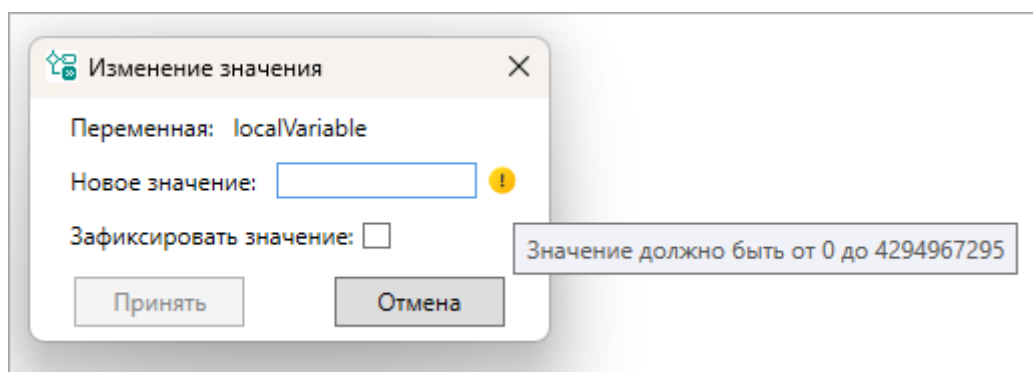 Изменение значения
Переменная: localVariable
Новое значение:
Зафиксировать значение:
Значение должно быть от 0 до 4294967295
Принять
Отмена